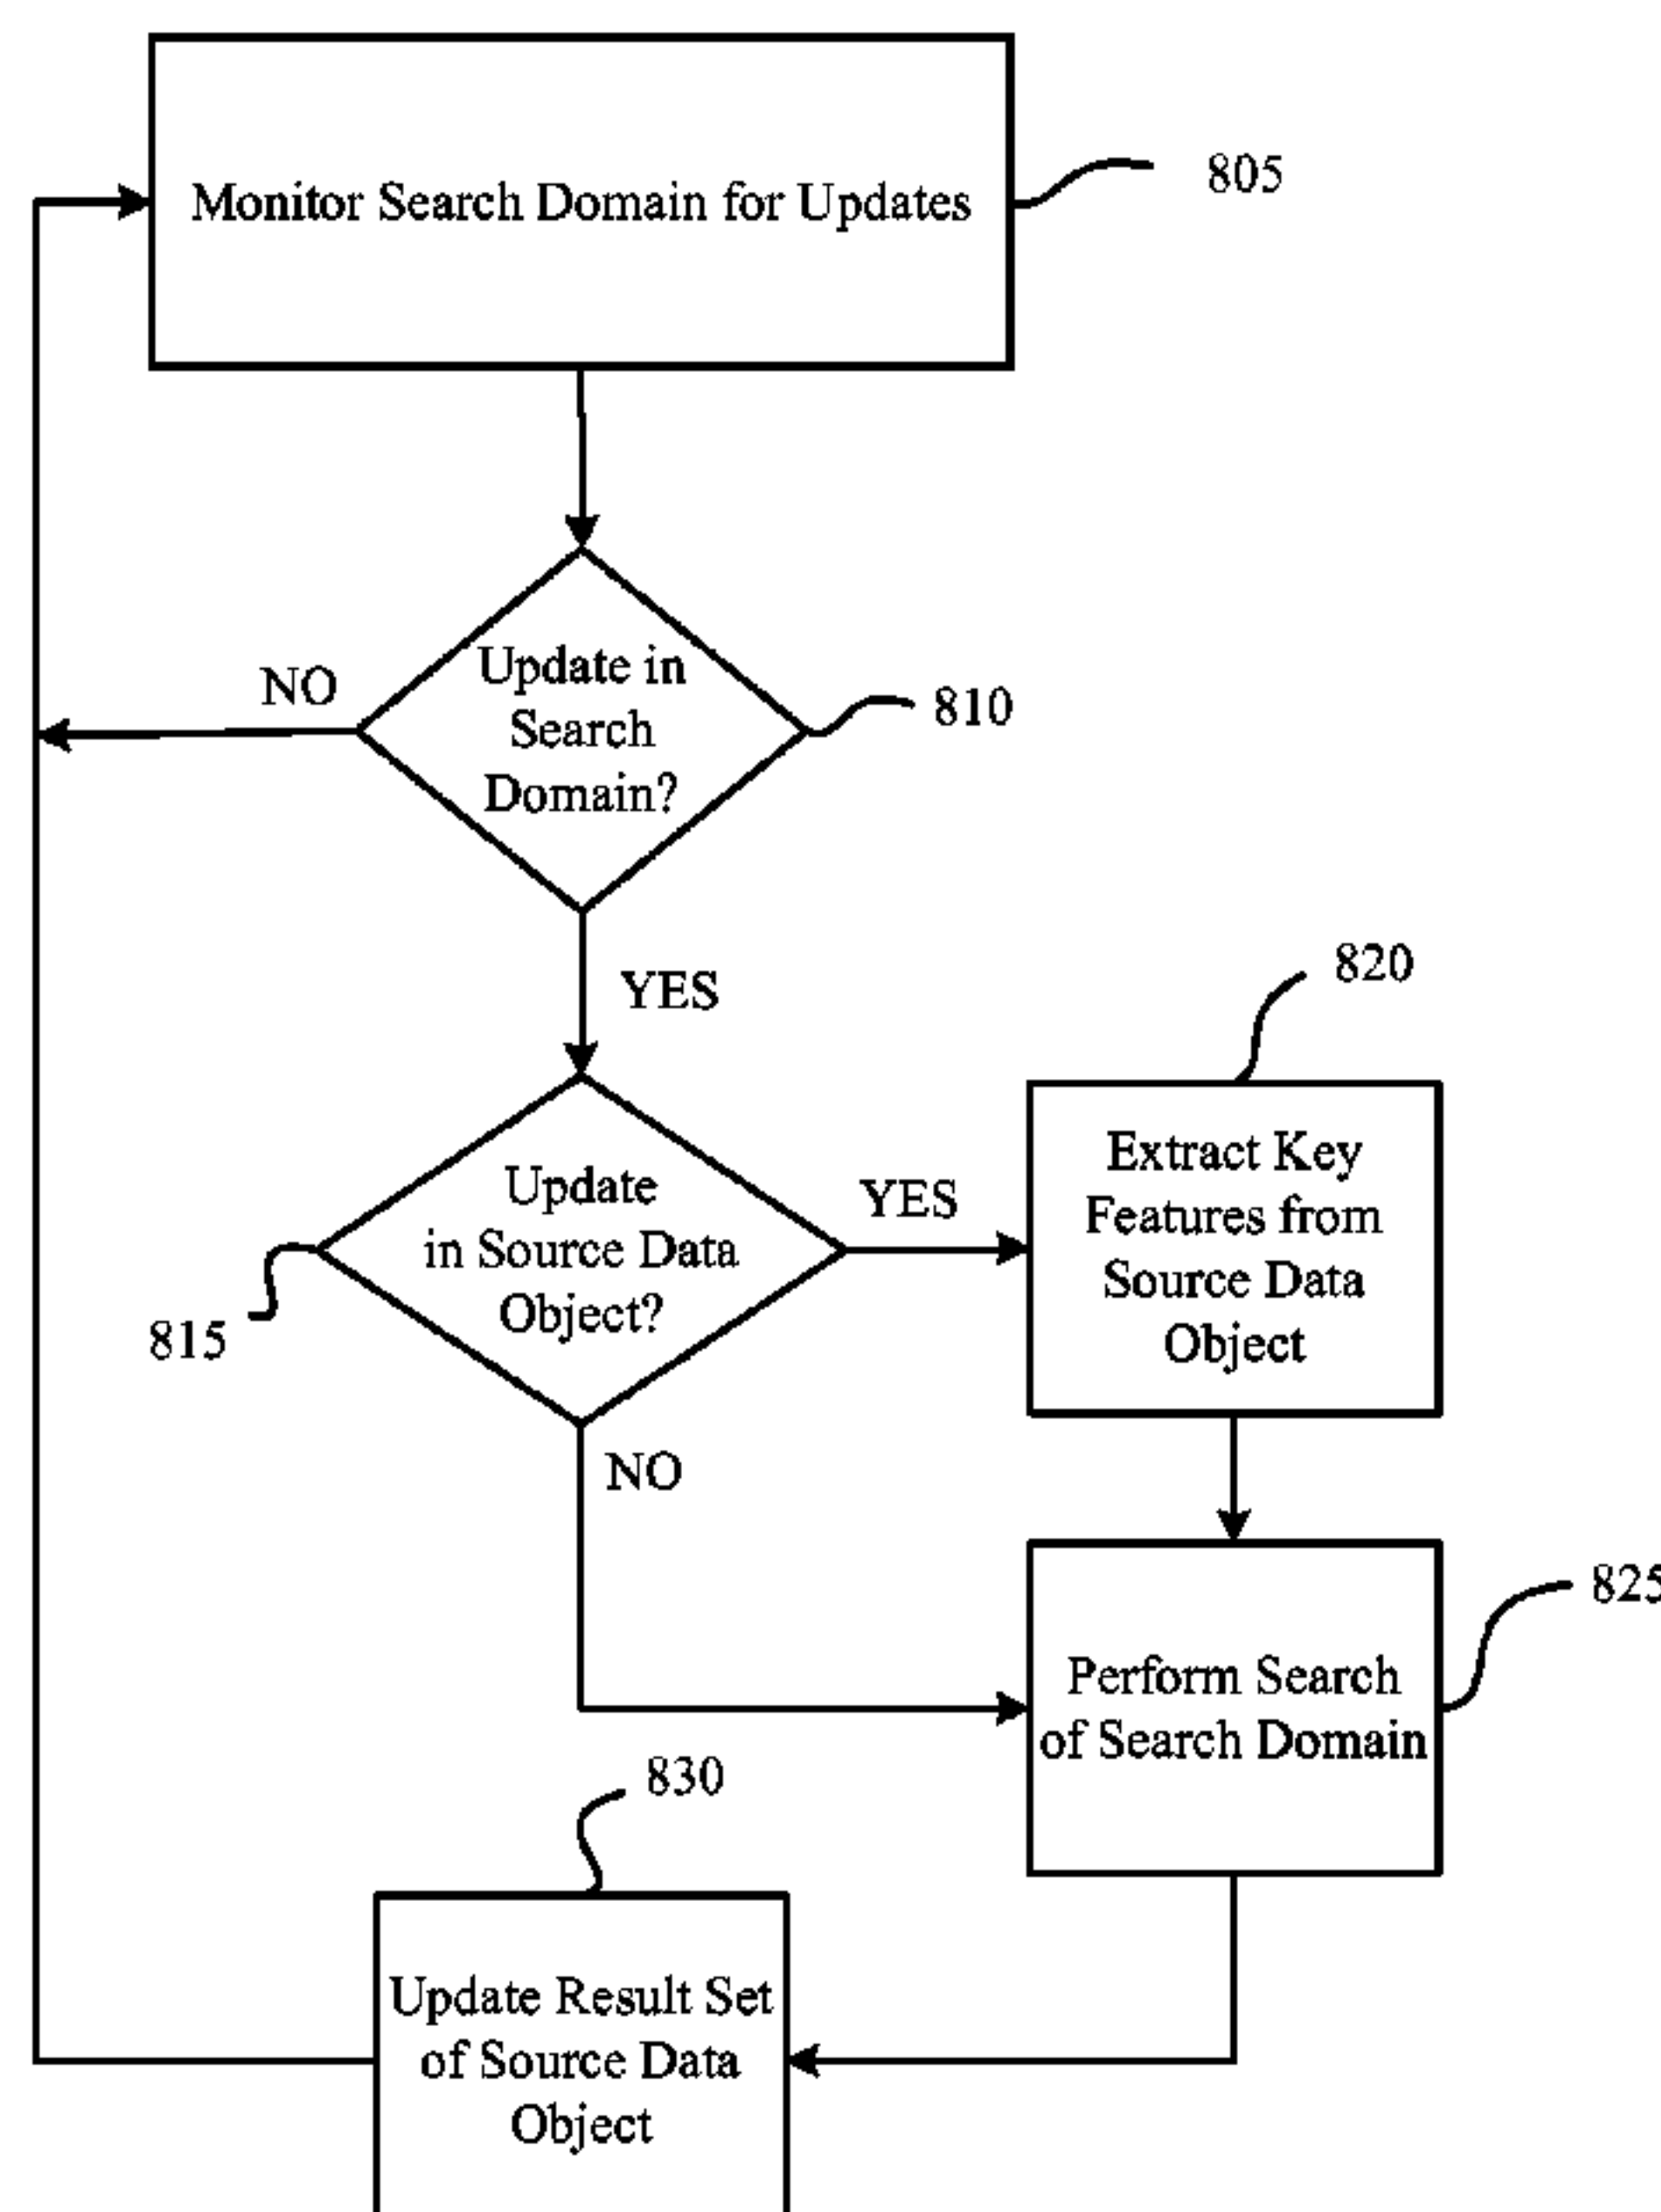 Monitor Search Domain for Updates
805
Update in
Search
Domain?
810
NO
YES
820
Update
in Source Data
Object?
YES
815
Extract Key
Features from
Source Data
Object
NO
825
Perform Search
of Search Domain
830
Update Result Set
of Source Data
Object